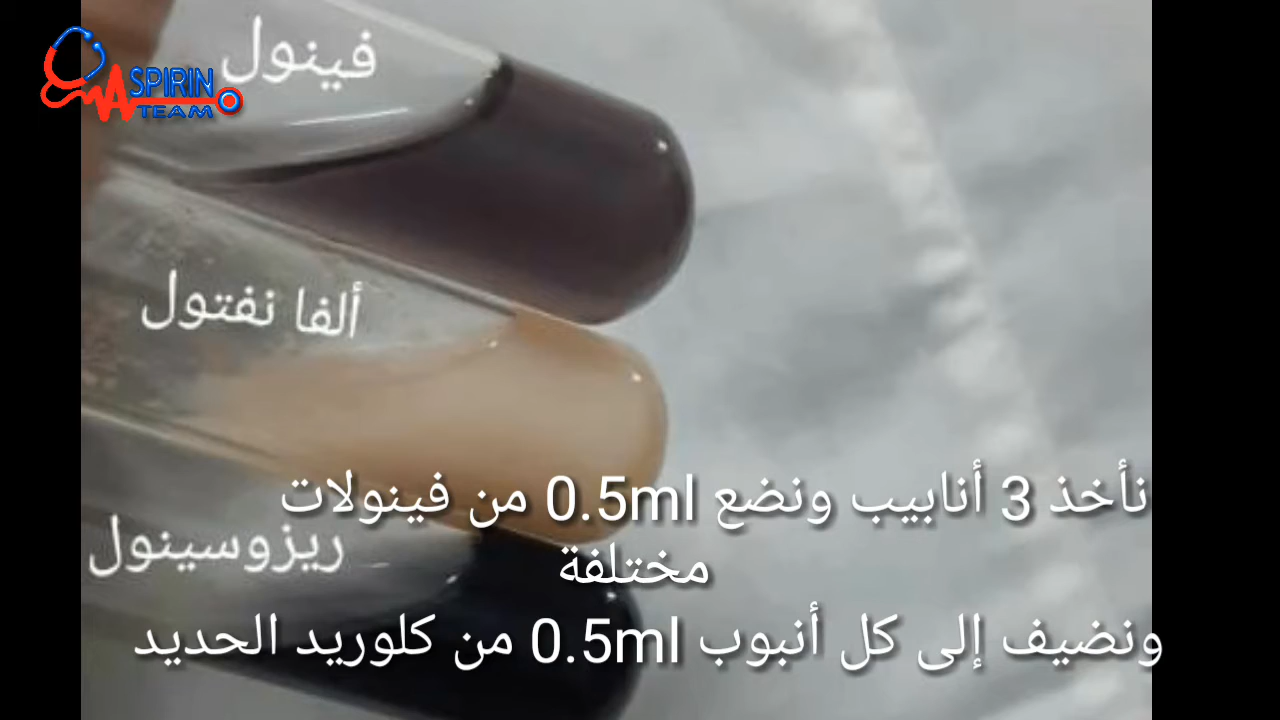 فينول
ASPIRIN
TEAM
ألفا نفتول
ريزوسينول
نأخذ 3 أنابيب ونضع 0.5ml من فينولات
مختلفة
ونضيف إلى كل أنبوب 0.5ml من كلوريد الحديد